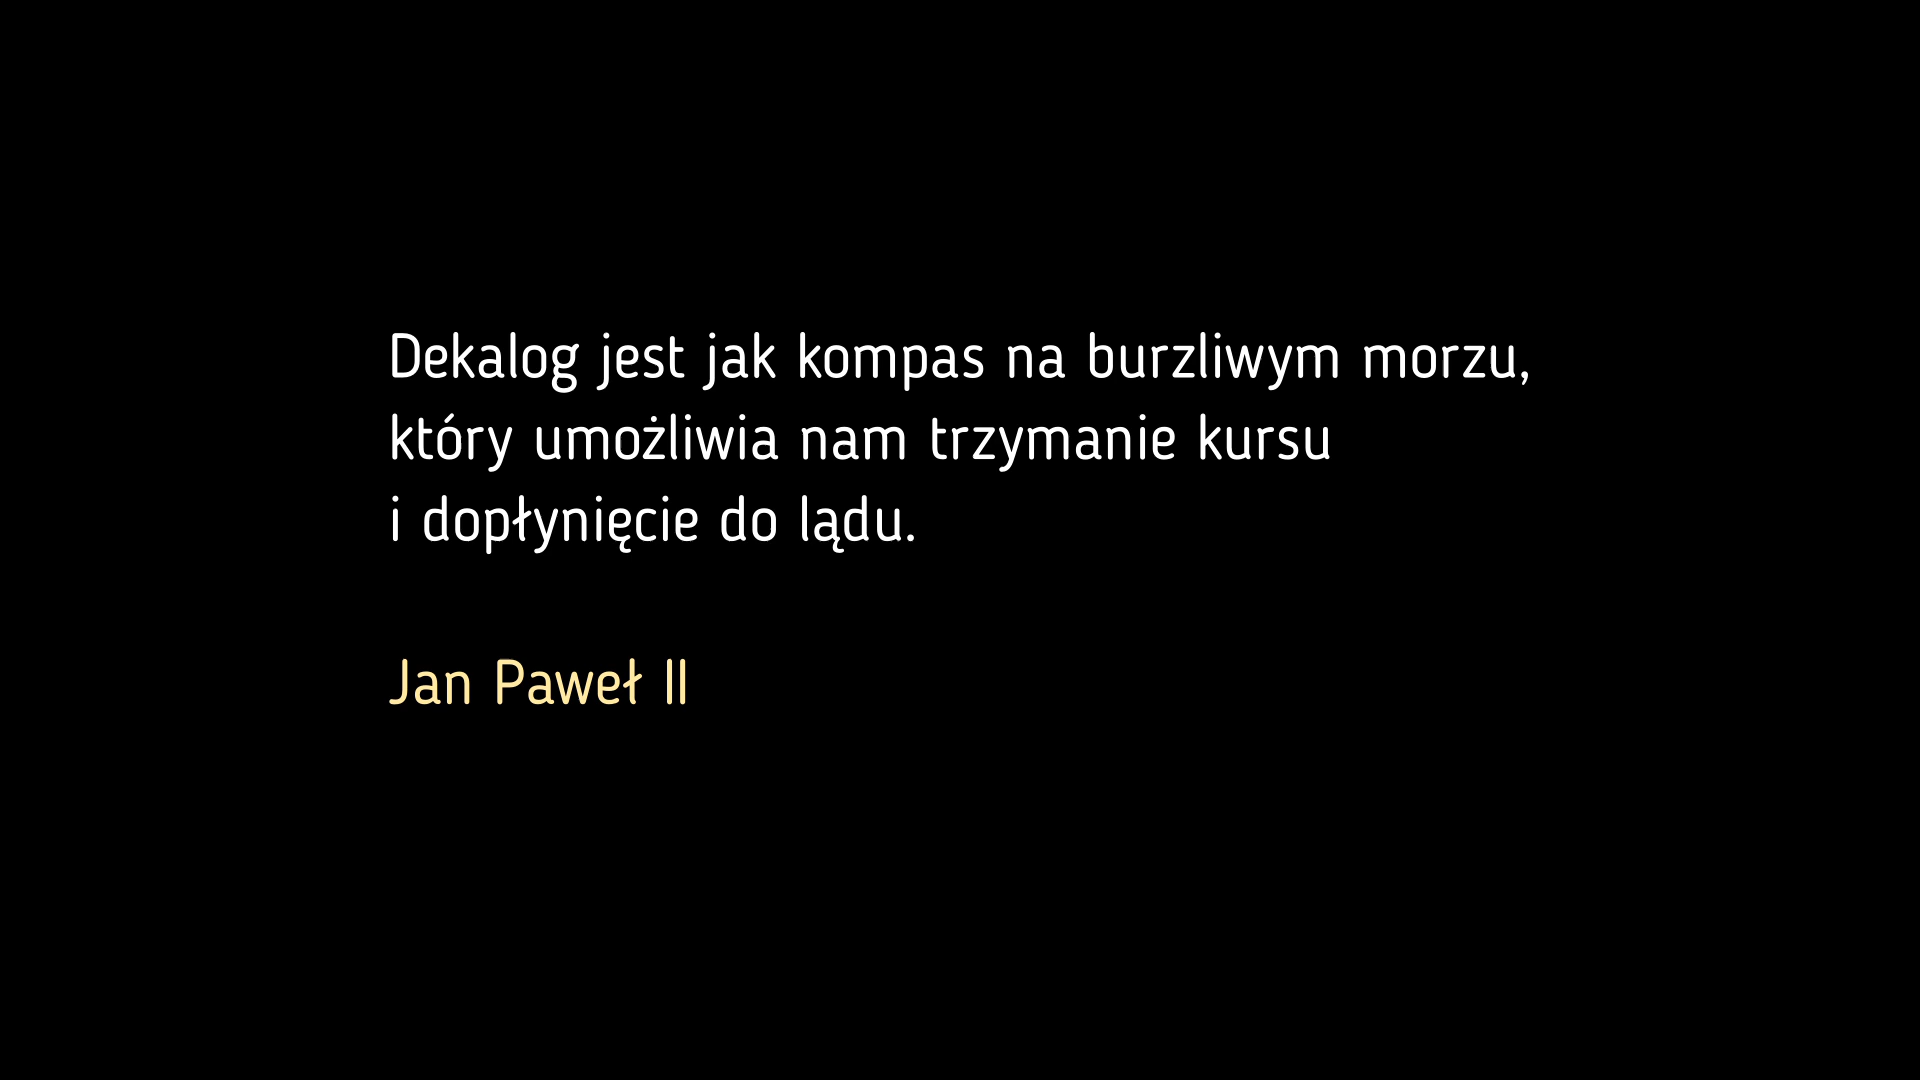 Dekalog jest jak kompas na burzliwym morzu,
który umożliwia nam trzymanie kursu
i dopłynięcie do lądu.
Jan Paweł II